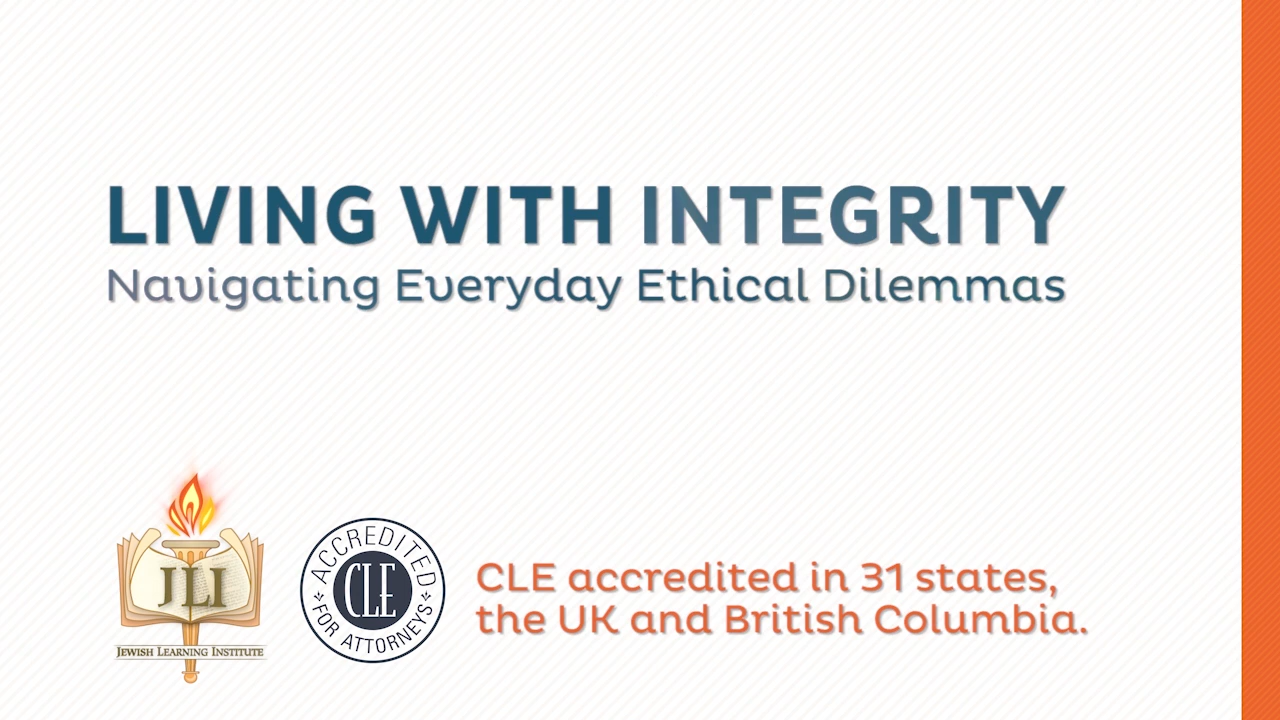 LIVING WITH INTEGRITY
Navigating Everyday Ethical Dilemmas
JLI
JEWISH LEARNING INSTITUTE
ACCREDITED
CLE
FOR ATTORNEYS
CLE accredited in 31 states,
the UK and British Columbia.